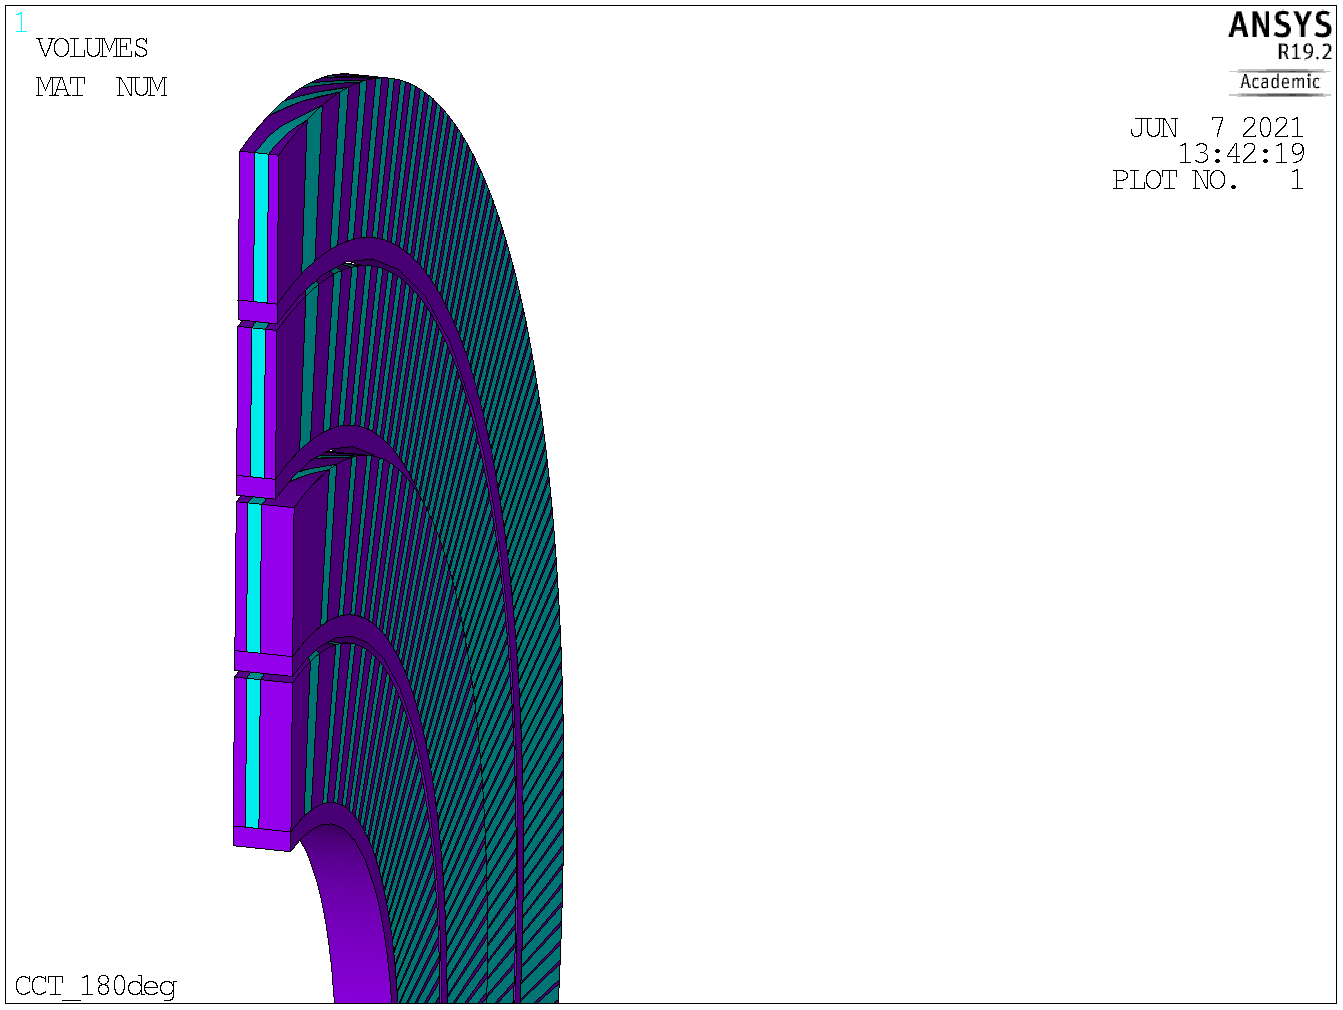 1
VOLUMES
MAT  NUM
ANSYS
R19.2
Academic
JUN  7 2021
13:42:19
PLOT NO.   1
CCT_180deg